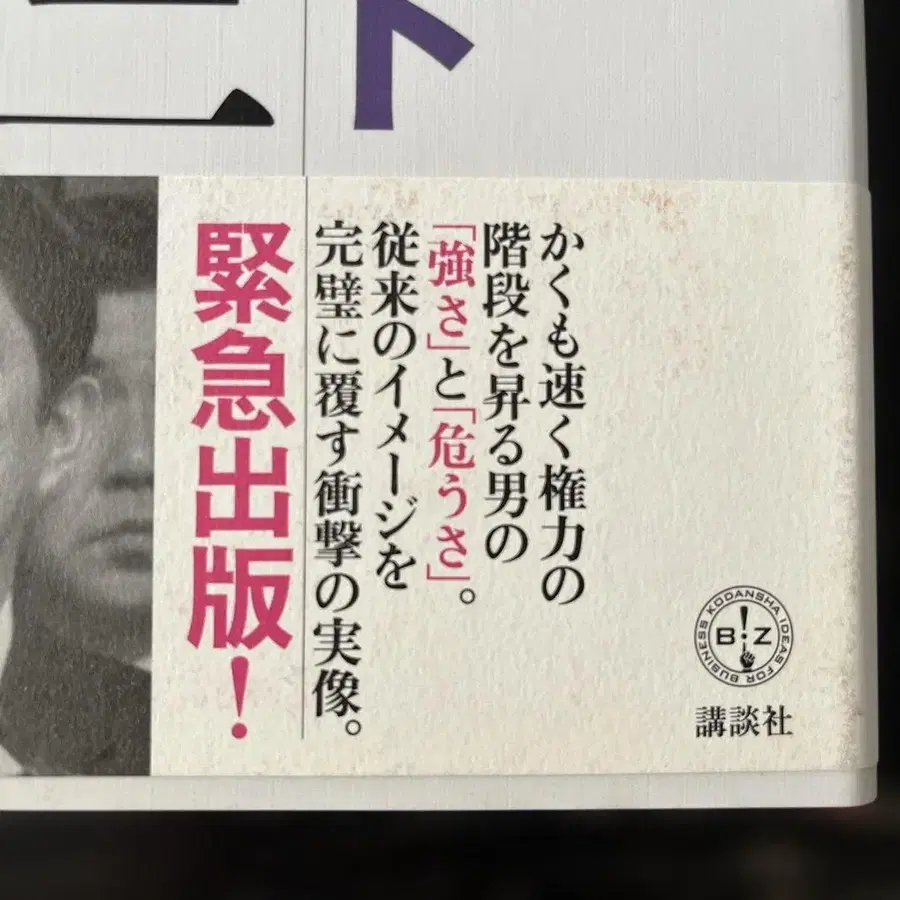 ト
かくも速く権力の
階段を昇る男の
「強さ」と「危うさ」。
従来のイメージを
完璧に覆す衝撃の実像。
緊急出版！
KODANSHA IDEAS FOR BUSINESS
B!Z
講談社